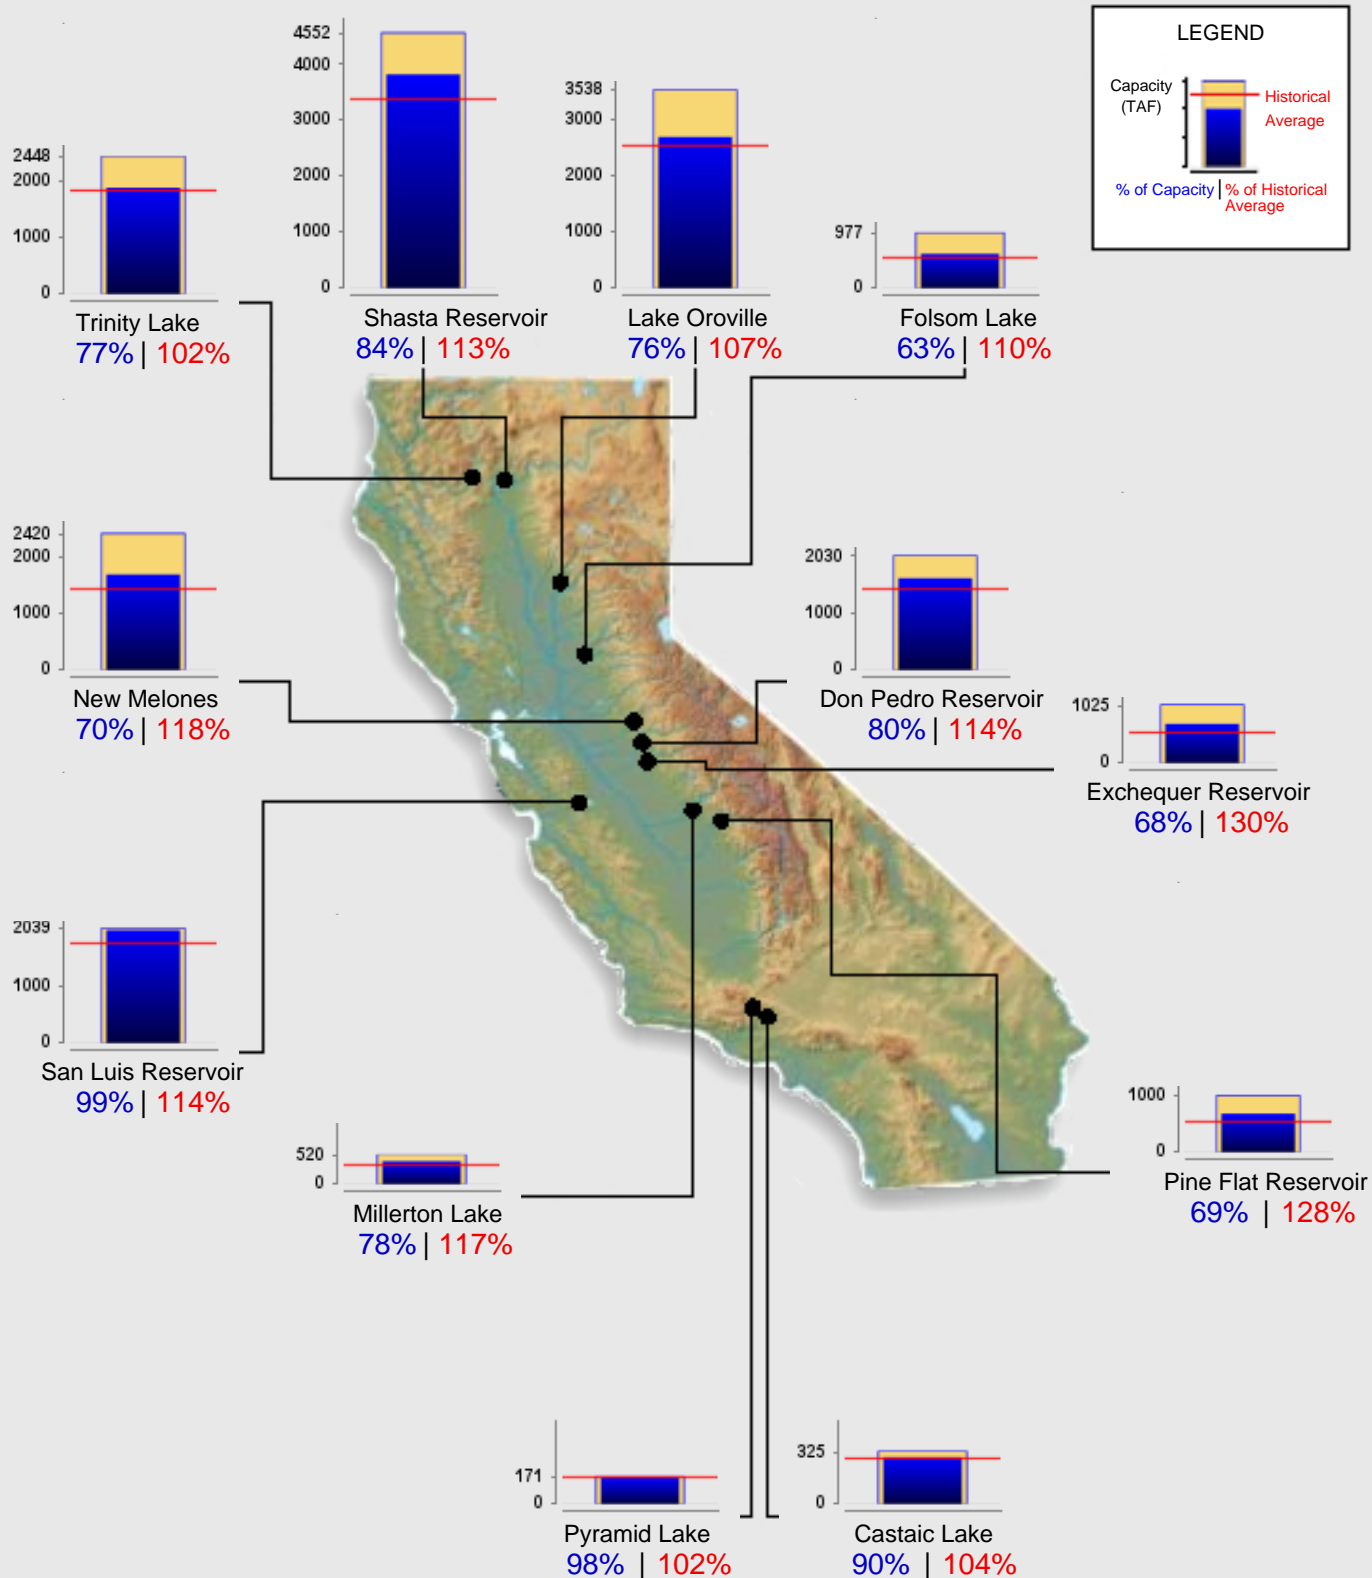 LEGEND
Capacity
(TAF)
Historical
Average
% of Capacity | % of Historical
Average
4552
4000
3000
2000
1000
0
Shasta Reservoir
84% | 113%
3538
3000
2000
1000
0
Lake Oroville
76% | 107%
2448
2000
1000
0
Trinity Lake
77% | 102%
977
0
Folsom Lake
63% | 110%
2420
2000
1000
0
New Melones
70% | 118%
2030
1000
0
Don Pedro Reservoir
80% | 114%
1025
0
Exchequer Reservoir
68% | 130%
2039
1000
0
San Luis Reservoir
99% | 114%
520
0
Millerton Lake
78% | 117%
1000
0
Pine Flat Reservoir
69% | 128%
171
0
Pyramid Lake
98% | 102%
325
0
Castaic Lake
90% | 104%